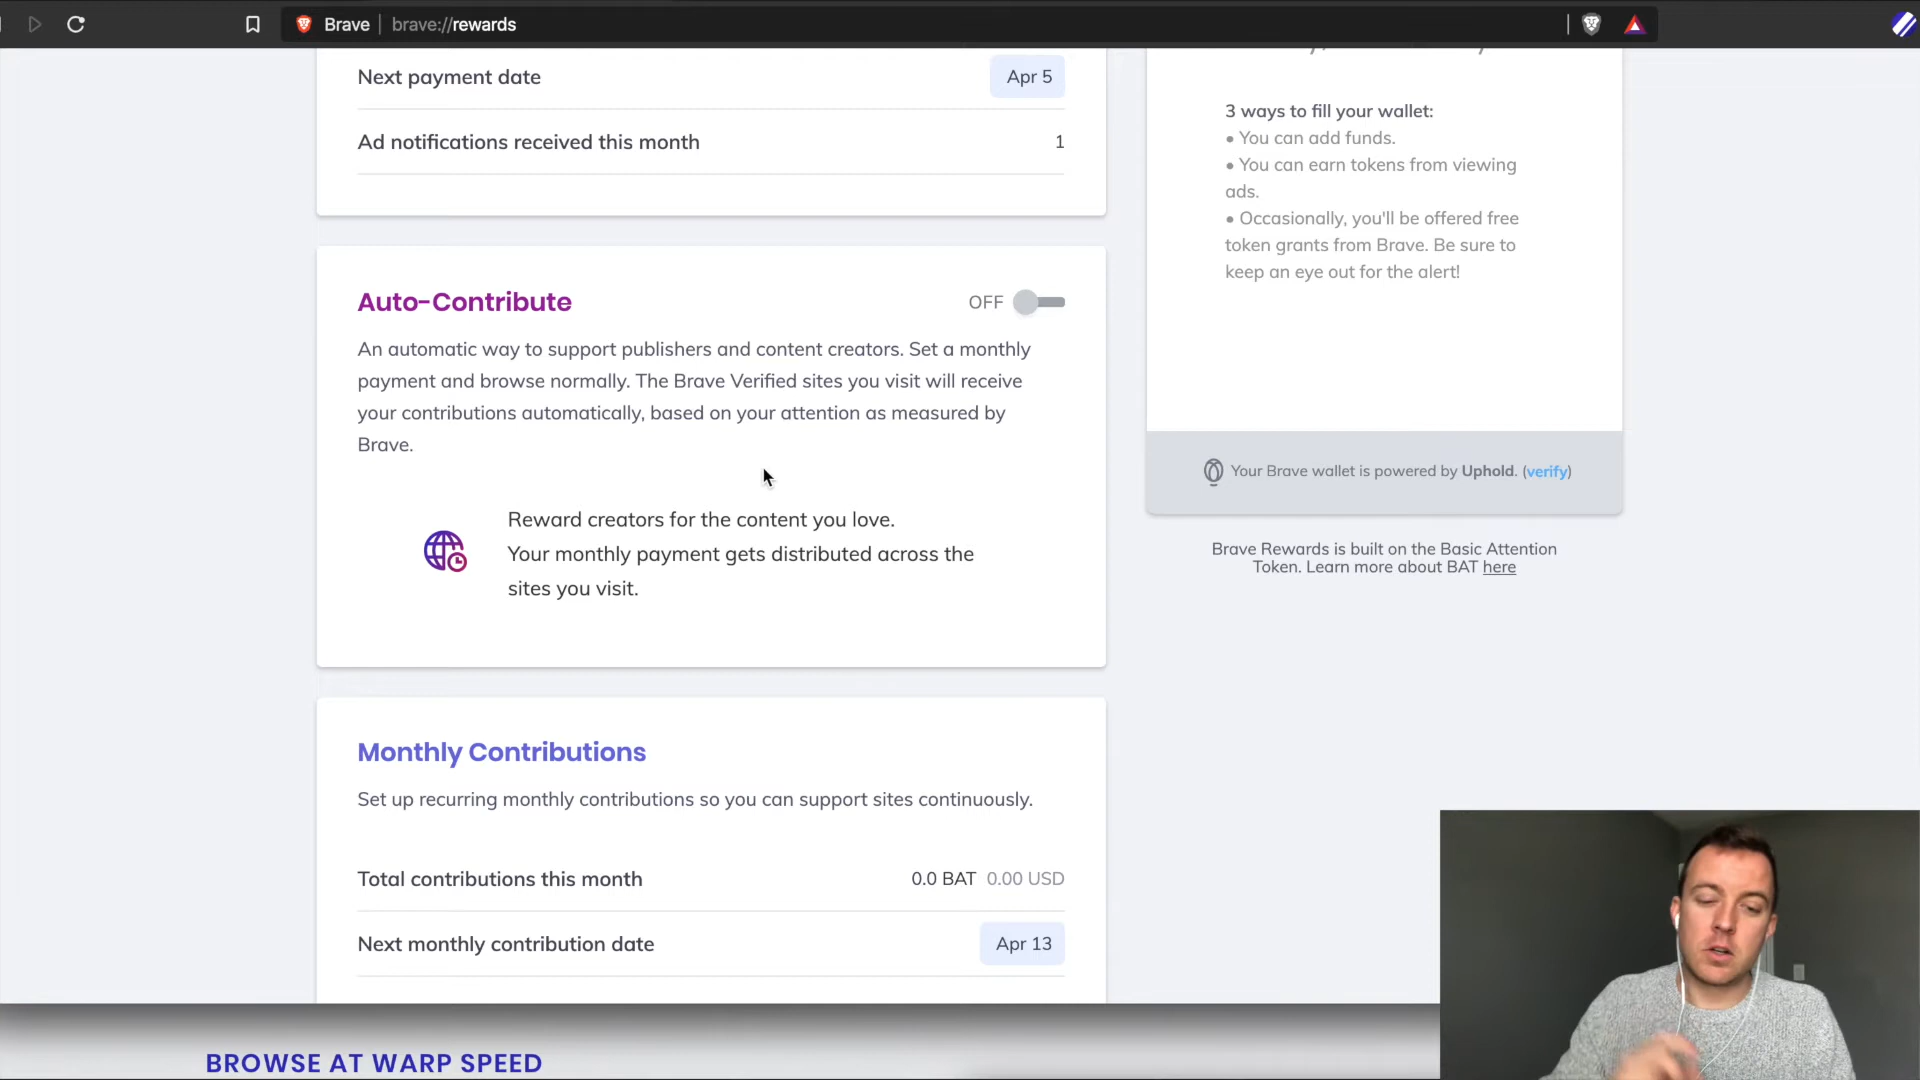 Brave | brave://rewards
Next payment date
Apr 5
Ad notifications received this month
1
Auto-Contribute
OFF
An automatic way to support publishers and content creators. Set a monthly
payment and browse normally. The Brave Verified sites you visit will receive
your contributions automatically, based on your attention as measured by
Brave.
Reward creators for the content you love.
Your monthly payment gets distributed across the
sites you visit.
Monthly Contributions
Set up recurring monthly contributions so you can support sites continuously.
Total contributions this month
0.0 BAT 0.00 USD
Next monthly contribution date
Apr 13
3 ways to fill your wallet:
• You can add funds.
• You can earn tokens from viewing
ads.
• Occasionally, you'll be offered free
token grants from Brave. Be sure to
keep an eye out for the alert!
Your Brave wallet is powered by Uphold. (verify)
Brave Rewards is built on the Basic Attention
Token. Learn more about BAT here
BROWSE AT WARP SPEED